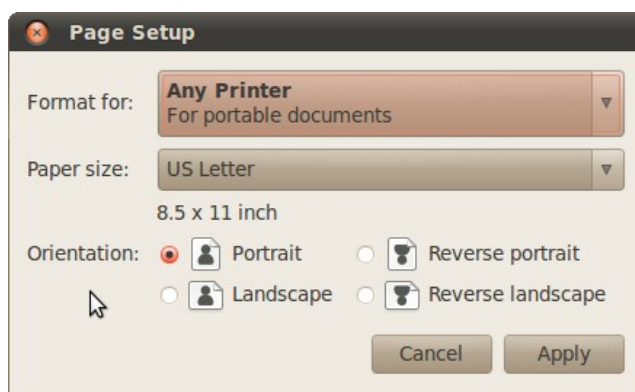 Page Setup
Format for:
Any Printer
For portable documents
Paper size:
US Letter
8.5 x 11 inch
Orientation:
Portrait
Reverse portrait
Landscape
Reverse landscape
Cancel
Apply